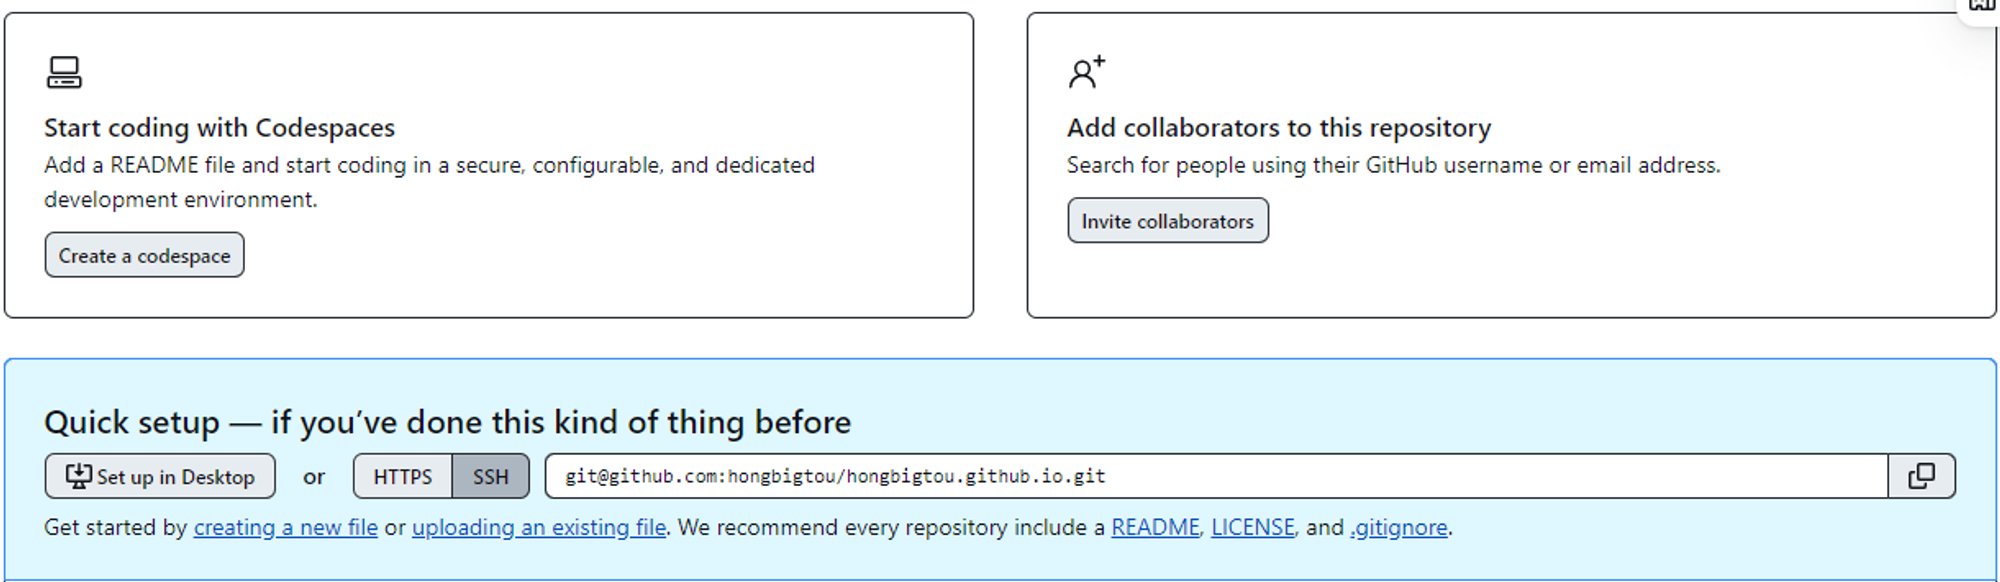 Start coding with Codespaces
Add a README file and start coding in a secure, configurable, and dedicated
development environment.
Create a codespace
Add collaborators to this repository
Search for people using their GitHub username or email address.
Invite collaborators
Quick setup — if you’ve done this kind of thing before
Set up in Desktop or HTTPS SSH git@github.com:hongbigtou/hongbigtou.github.io.git
Get started by creating a new file or uploading an existing file. We recommend every repository include a README, LICENSE, and .gitignore.